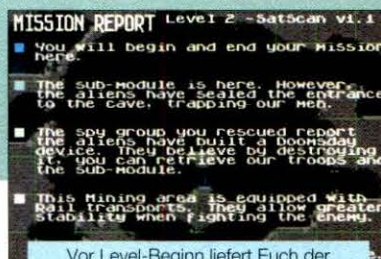 MISSION REPORT Level 2 -SatScan v1.1
You will begin and end your mission
here.
The sub-module is here. However,
the aliens have sealed the entrance
to the cave, trapping our men.
The spy group you rescued report
the aliens have built a Doomsday
device. They believe by destroying
it, you can retrieve our troops and
the sub-module.
This Mining area is equipped with
Rail transports. They allow greater
stability when fighting the enemy.
Vor Level-Beginn liefert Euch der